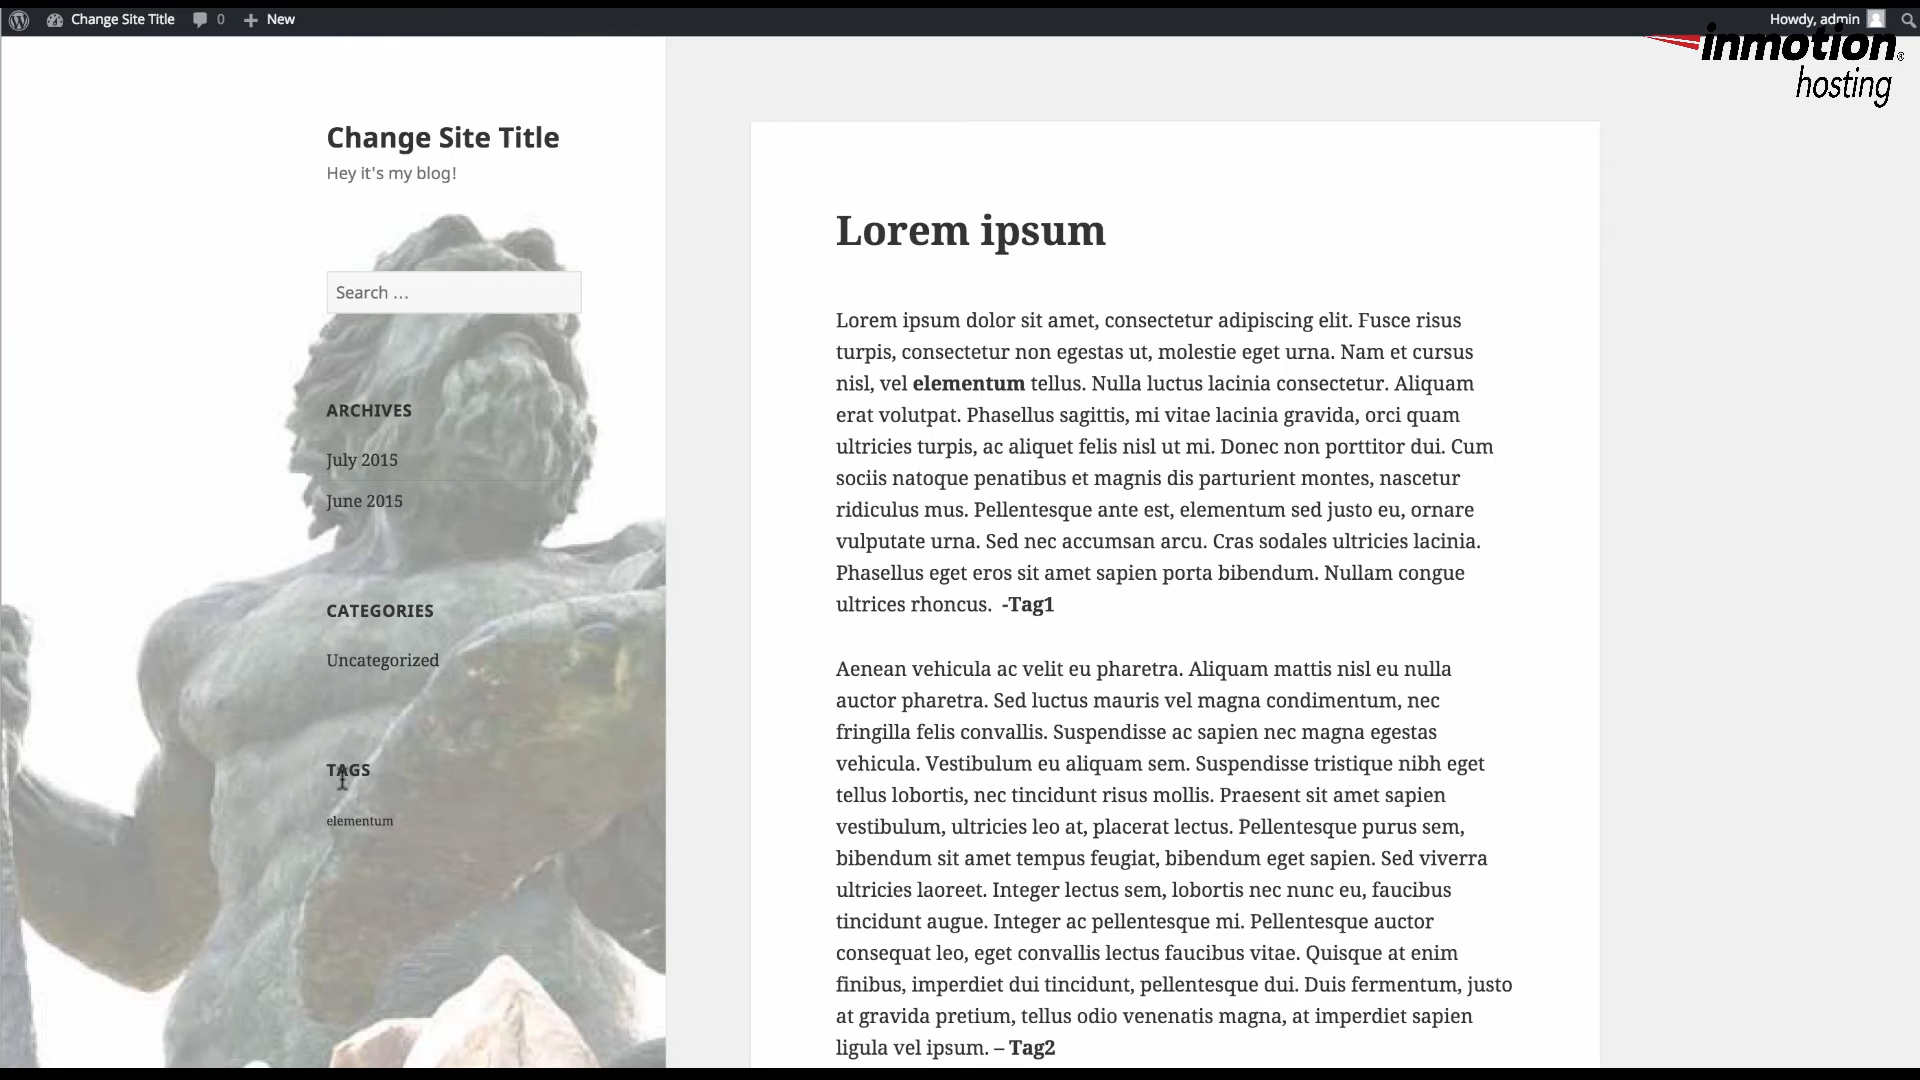 Change Site Title 0 New Howdy, admin
inmotion®
hosting
Change Site Title
Hey it's my blog!
Search …
ARCHIVES
July 2015
June 2015
CATEGORIES
Uncategorized
TAGS
elementum
Lorem ipsum
Lorem ipsum dolor sit amet, consectetur adipiscing elit. Fusce risus
turpis, consectetur non egestas ut, molestie eget urna. Nam et cursus
nisl, vel elementum tellus. Nulla luctus lacinia consectetur. Aliquam
erat volutpat. Phasellus sagittis, mi vitae lacinia gravida, orci quam
ultricies turpis, ac aliquet felis nisl ut mi. Donec non porttitor dui. Cum
sociis natoque penatibus et magnis dis parturient montes, nascetur
ridiculus mus. Pellentesque ante est, elementum sed justo eu, ornare
vulputate urna. Sed nec accumsan arcu. Cras sodales ultricies lacinia.
Phasellus eget eros sit amet sapien porta bibendum. Nullam congue
ultrices rhoncus.  -Tag1
Aenean vehicula ac velit eu pharetra. Aliquam mattis nisl eu nulla
auctor pharetra. Sed luctus mauris vel magna condimentum, nec
fringilla felis convallis. Suspendisse ac sapien nec magna egestas
vehicula. Vestibulum eu aliquam sem. Suspendisse tristique nibh eget
tellus lobortis, nec tincidunt risus mollis. Praesent sit amet sapien
vestibulum, ultricies leo at, placerat lectus. Pellentesque purus sem,
bibendum sit amet tempus feugiat, bibendum eget sapien. Sed viverra
ultricies laoreet. Integer lectus sem, lobortis nec nunc eu, faucibus
tincidunt augue. Integer ac pellentesque mi. Pellentesque auctor
consequat leo, eget convallis lectus faucibus vitae. Quisque at enim
finibus, imperdiet dui tincidunt, pellentesque dui. Duis fermentum, justo
at gravida pretium, tellus odio venenatis magna, at imperdiet sapien
ligula vel ipsum. – Tag2